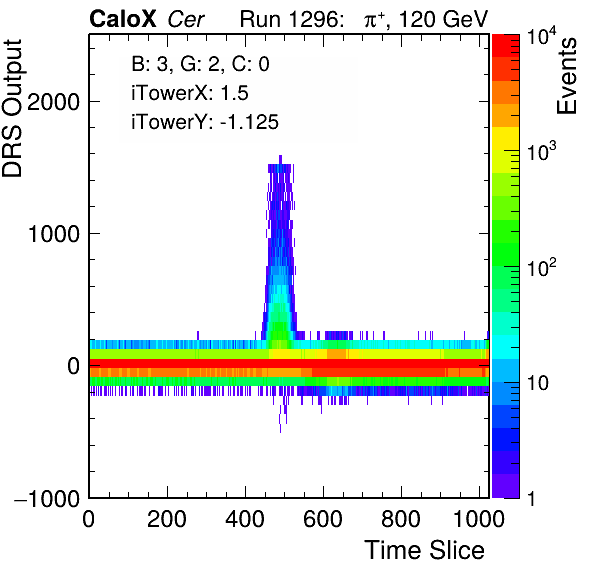 CaloX Cer Run 1296: π⁺, 120 GeV
B: 3, G: 2, C: 0
iTowerX: 1.5
iTowerY: -1.125
DRS Output
2000
1000
0
−1000
0 200 400 600 800 1000
Time Slice
Events
10⁴
10³
10²
10
1